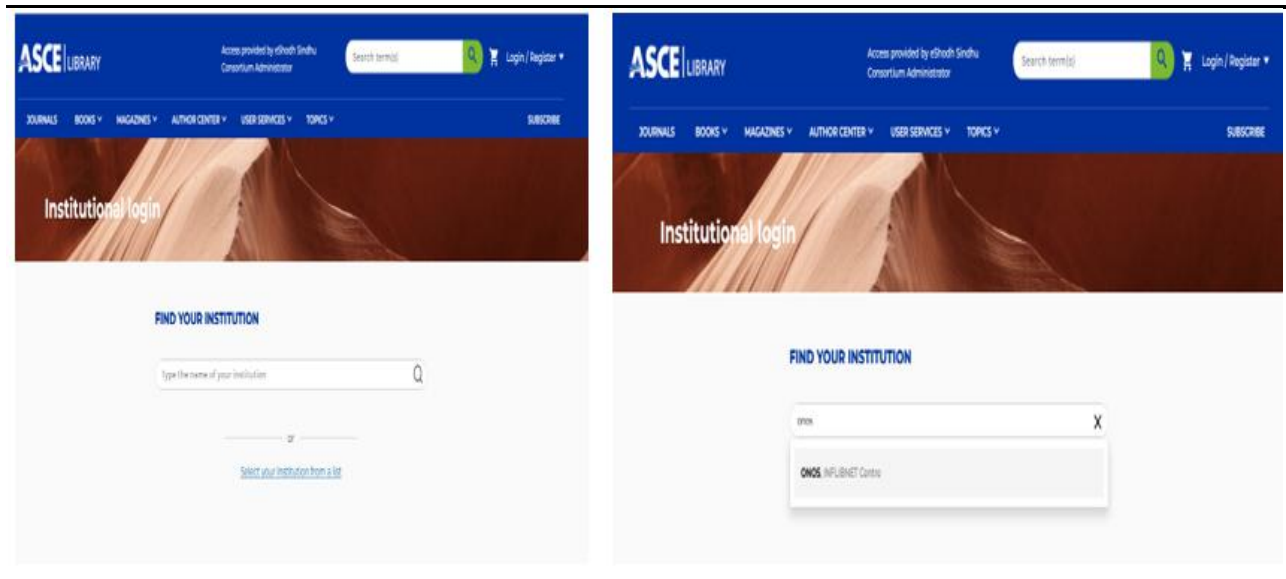 ASCE LIBRARY
Access provided by eShodh Sindhu
Consortium Administrator
Search term(s)
Login / Register
JOURNALS BOOKS MAGAZINES AUTHOR CENTER USER SERVICES TOPICS SUBSCRIBE
Institutional login
FIND YOUR INSTITUTION
Type the name of your institution
or
Select your institution from a list
ASCE LIBRARY
Access provided by eShodh Sindhu
Consortium Administrator
Search term(s)
Login / Register
JOURNALS BOOKS MAGAZINES AUTHOR CENTER USER SERVICES TOPICS SUBSCRIBE
Institutional login
FIND YOUR INSTITUTION
onos X
ONOS, INFLIBNET Centre